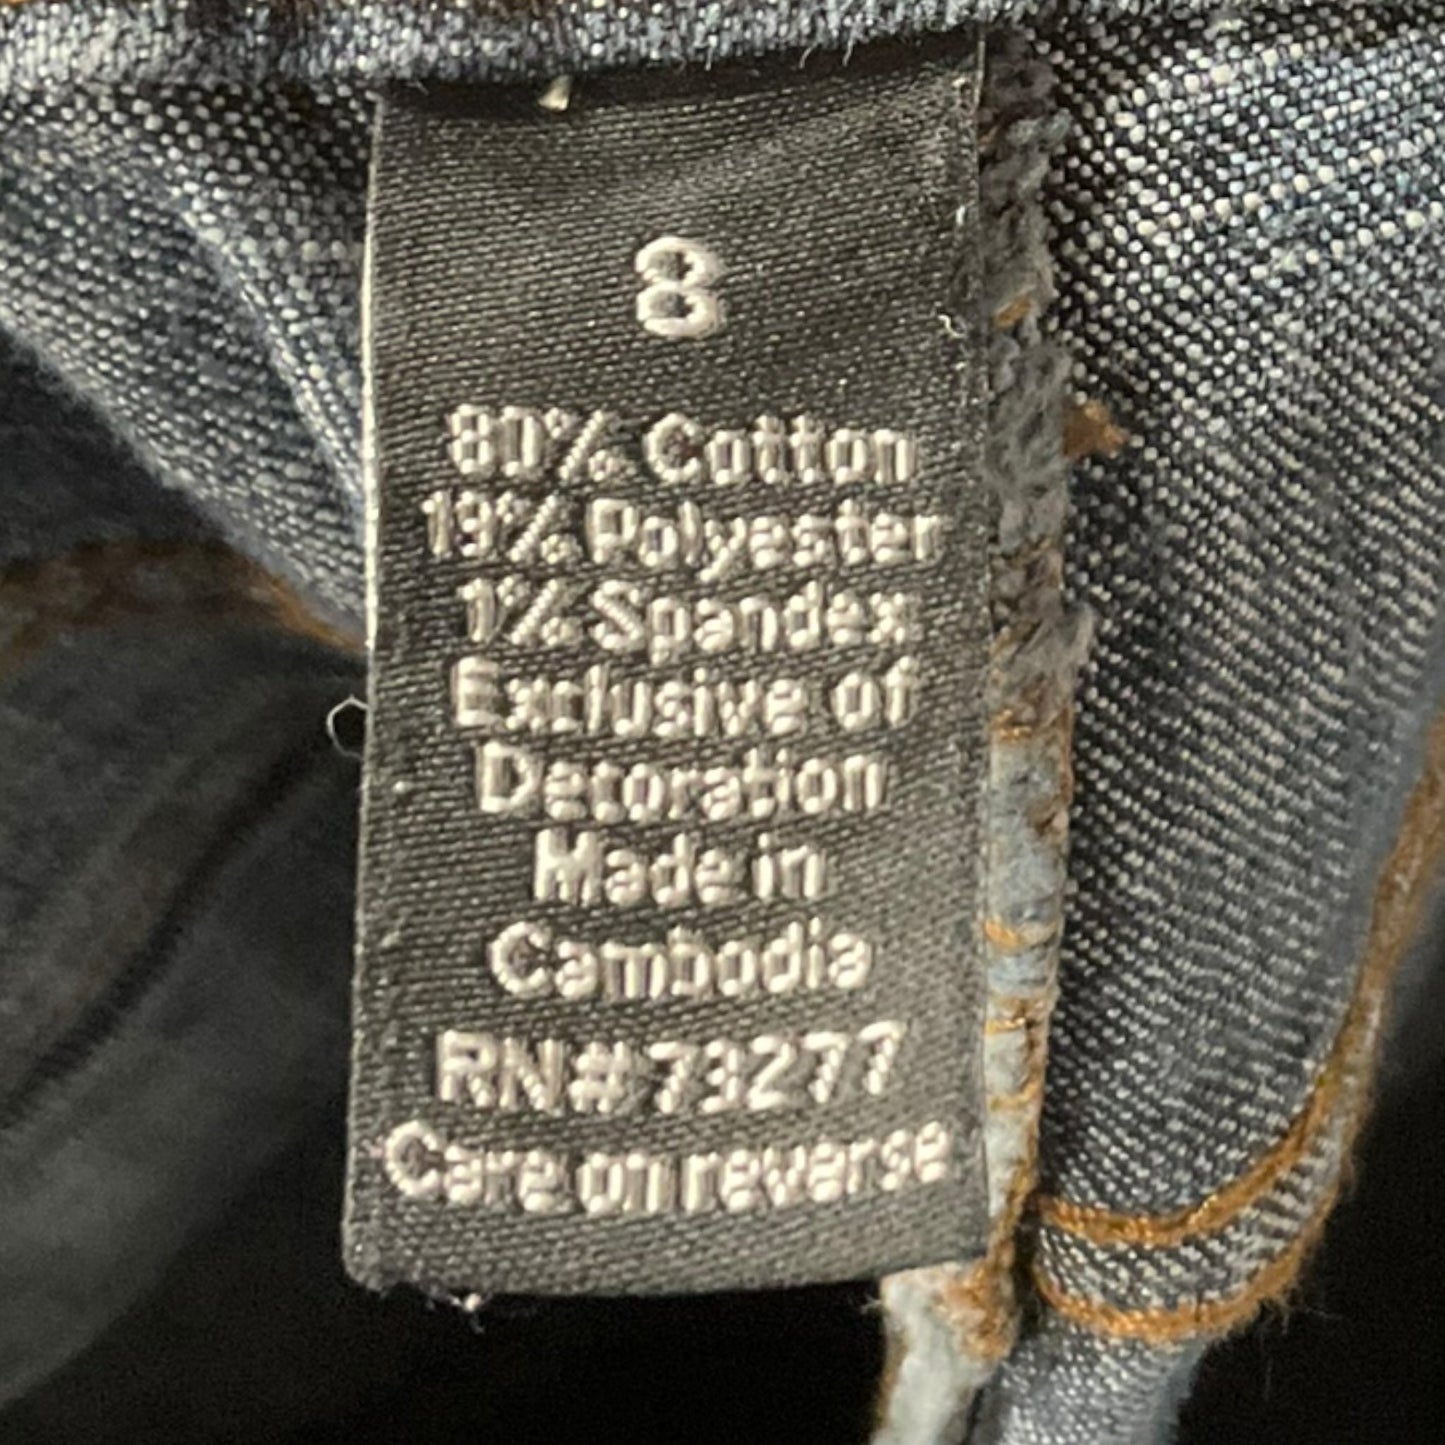 8
80% Cotton
19% Polyester
1% Spandex
Exclusive of
Decoration
Made in
Cambodia
RN#73277
Care on reverse